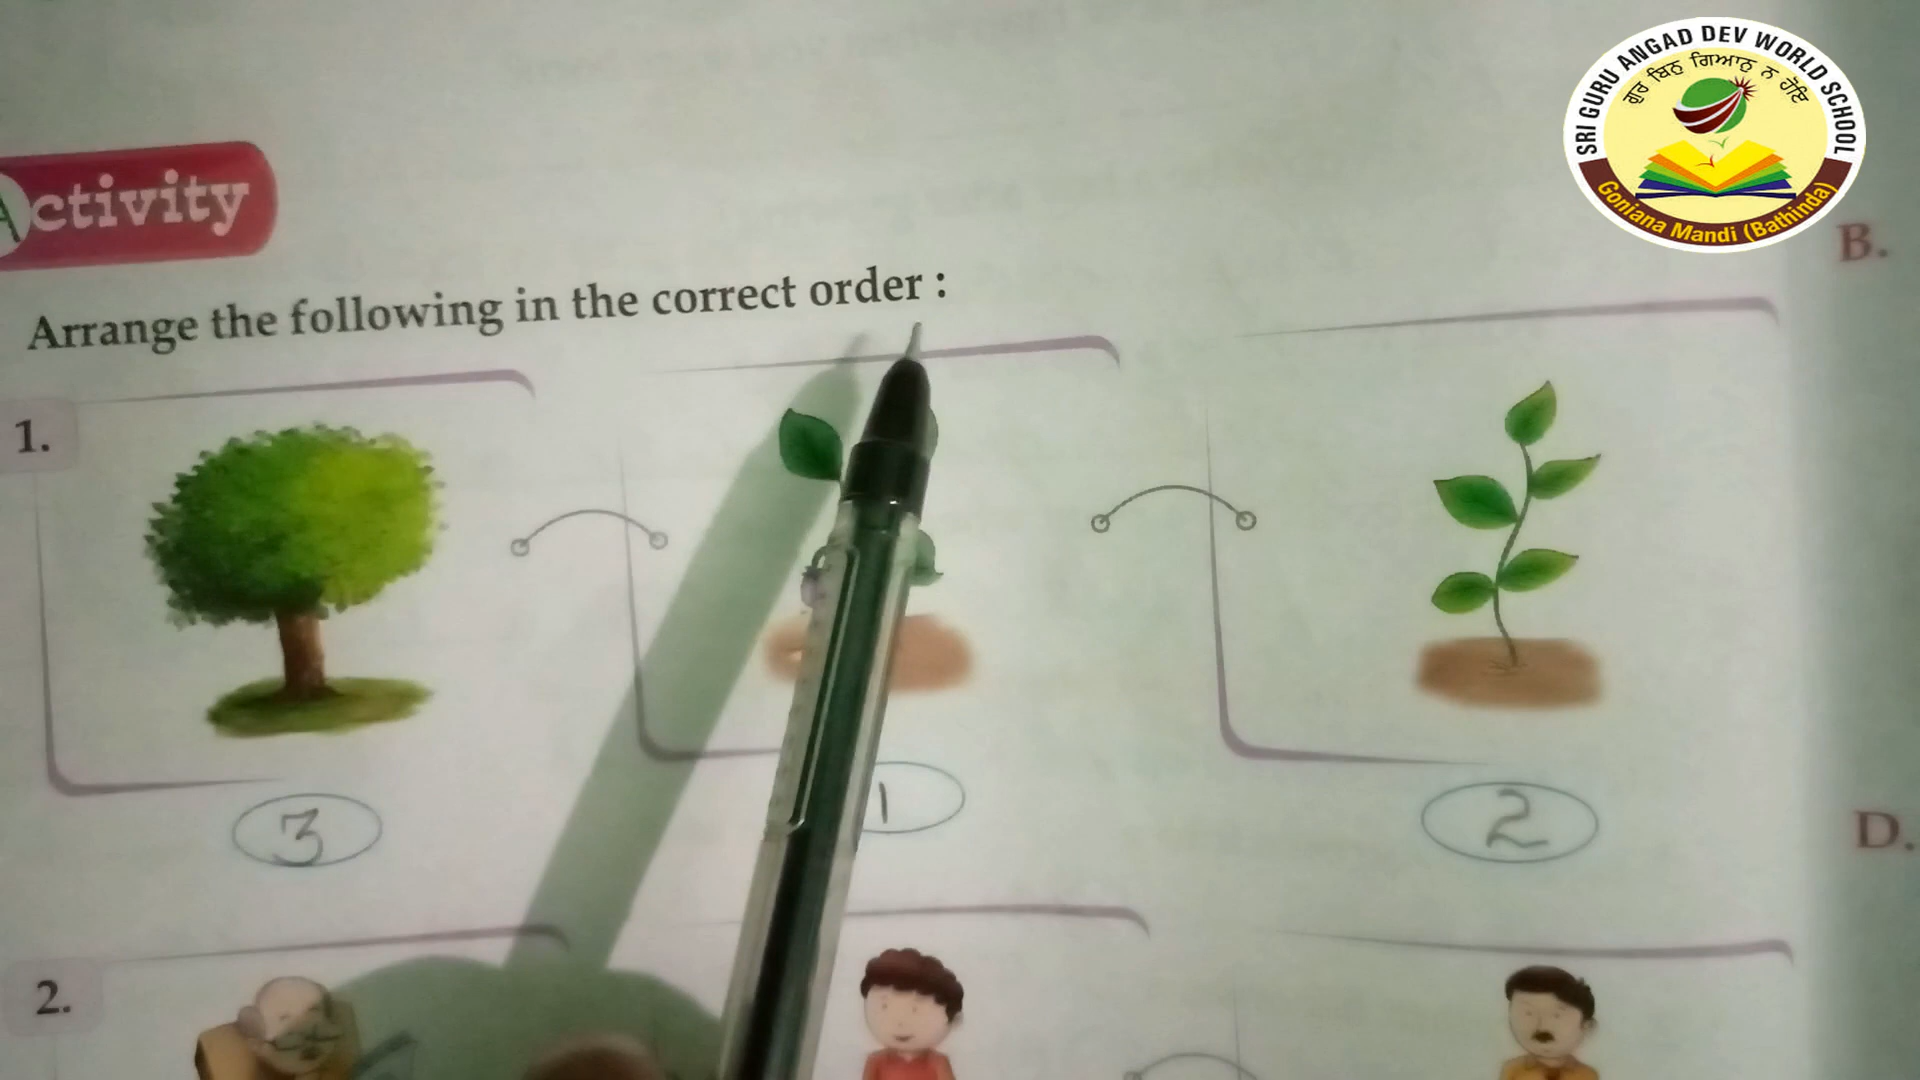 SRI GURU ANGAD DEV WORLD SCHOOL
ਗੁਰ ਬਿਨੁ ਗਿਆਨੁ ਨ ਹੋਇ
Goniana Mandi (Bathinda)
Activity
B.
Arrange the following in the correct order :
1.
3
1
2
D.
2.